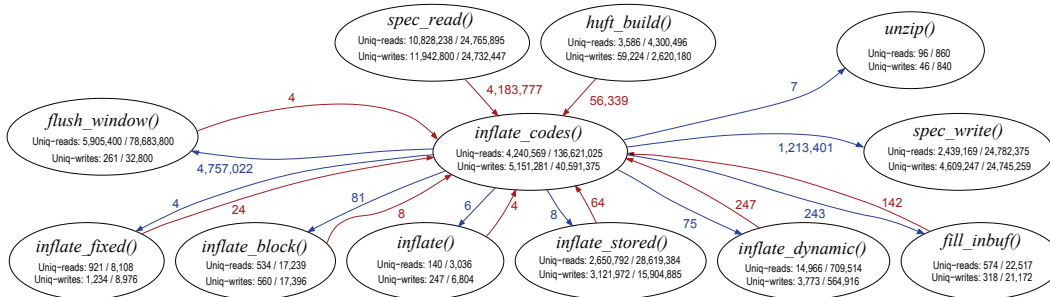 spec_read()
Uniq-reads: 10,828,238 / 24,765,895
Uniq-writes: 11,942,800 / 24,732,447
huft_build()
Uniq-reads: 3,586 / 4,300,496
Uniq-writes: 59,224 / 2,620,180
unzip()
Uniq-reads: 96 / 860
Uniq-writes: 46 / 840
4,183,777
56,339
7
4
flush_window()
Uniq-reads: 5,905,400 / 78,683,800
Uniq-writes: 261 / 32,800
inflate_codes()
Uniq-reads: 4,240,569 / 136,621,025
Uniq-writes: 5,151,281 / 40,591,375
spec_write()
Uniq-reads: 2,439,169 / 24,782,375
Uniq-writes: 4,609,247 / 24,745,259
1,213,401
4,757,022
4
24
81
8
6
4
8
64
75
247
243
142
inflate_fixed()
Uniq-reads: 921 / 8,108
Uniq-writes: 1,234 / 8,976
inflate_block()
Uniq-reads: 534 / 17,239
Uniq-writes: 560 / 17,396
inflate()
Uniq-reads: 140 / 3,036
Uniq-writes: 247 / 6,804
inflate_stored()
Uniq-reads: 2,650,792 / 28,619,384
Uniq-writes: 3,121,972 / 15,904,885
inflate_dynamic()
Uniq-reads: 14,966 / 709,514
Uniq-writes: 3,773 / 564,916
fill_inbuf()
Uniq-reads: 574 / 22,517
Uniq-writes: 318 / 21,172